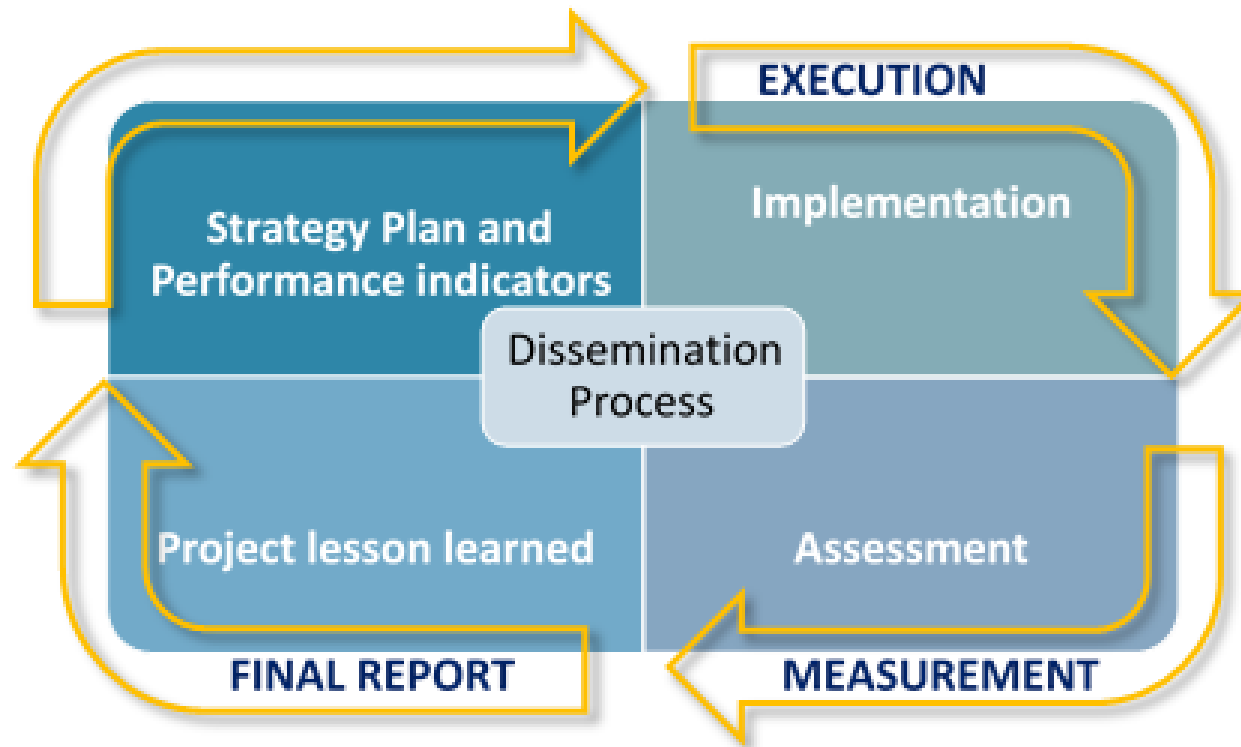 EXECUTION
Strategy Plan and
Performance indicators
Implementation
Dissemination
Process
Project lesson learned
Assessment
FINAL REPORT
MEASUREMENT